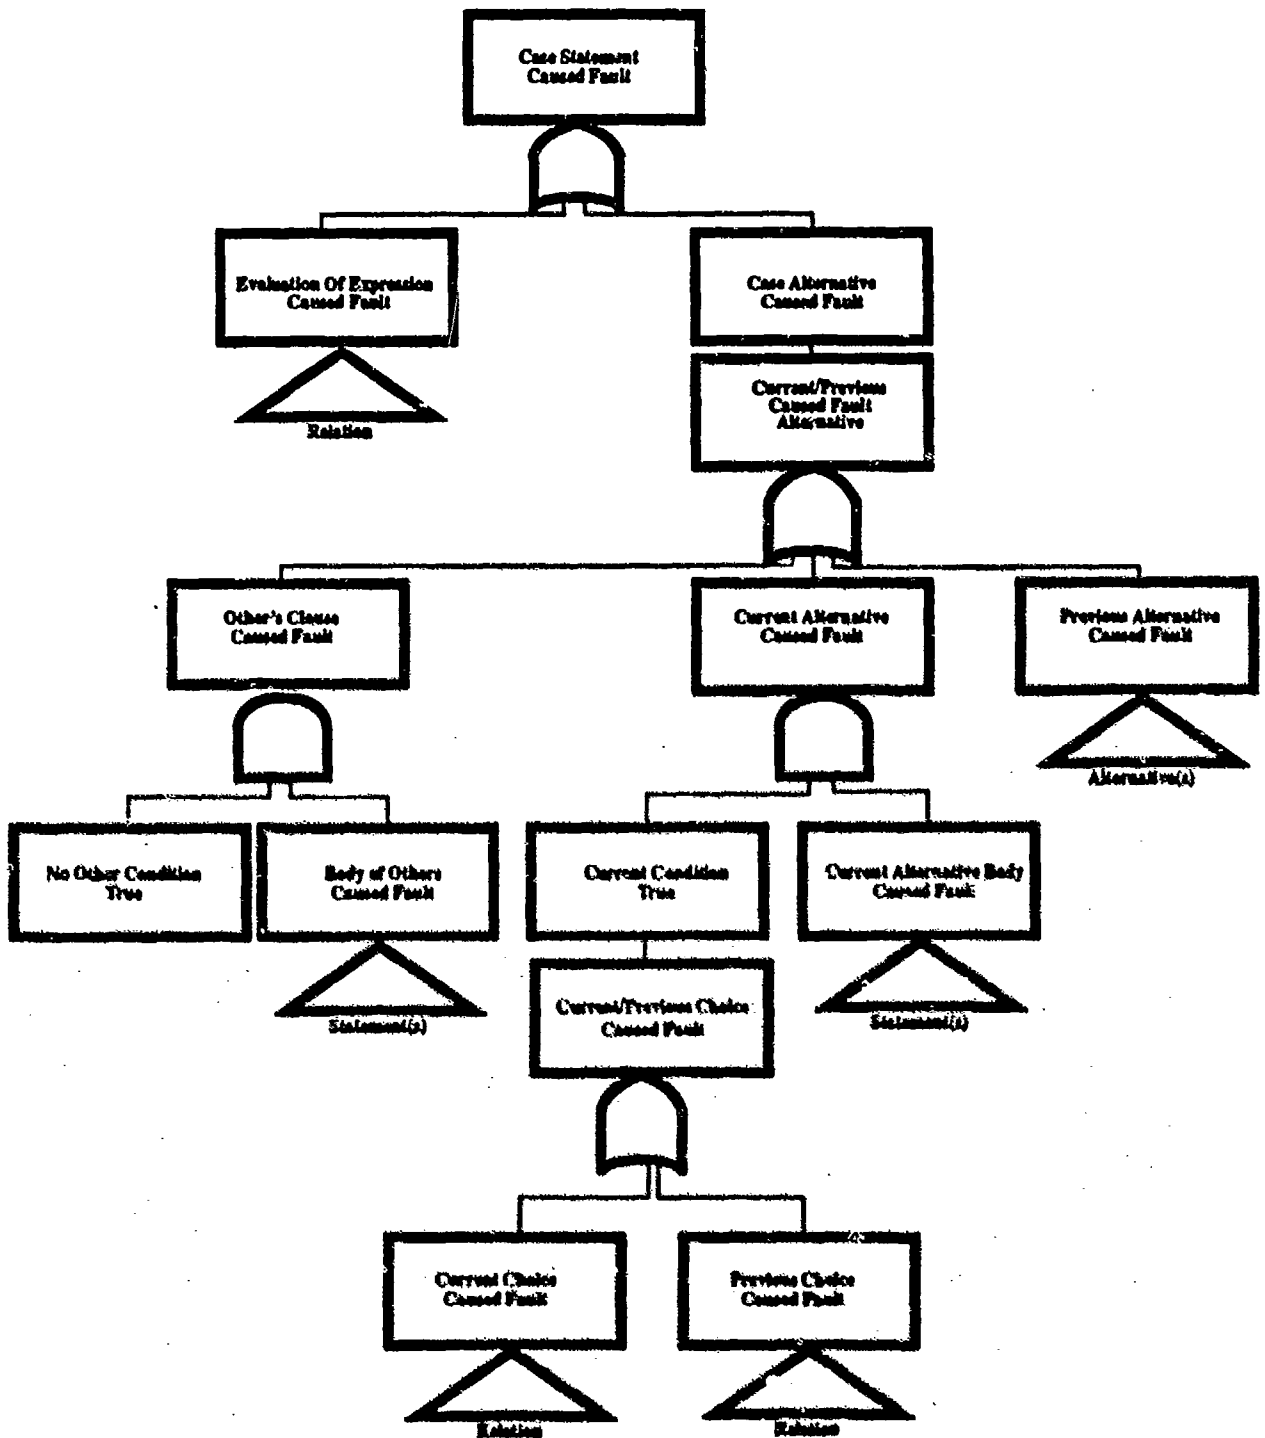 Case Statement
Caused Fault
Evaluation Of Expression
Caused Fault
Case Alternative
Caused Fault
Relation
Current/Previous
Caused Fault
Alternative
Other's Clause
Caused Fault
Current Alternative
Caused Fault
Previous Alternative
Caused Fault
Alternative(s)
No Other Condition
True
Body of Others
Caused Fault
Current Condition
True
Current Alternative Body
Caused Fault
Statement(s)
Current/Previous Choice
Caused Fault
Statement(s)
Current Choice
Caused Fault
Previous Choice
Caused Fault
Relation
Relation